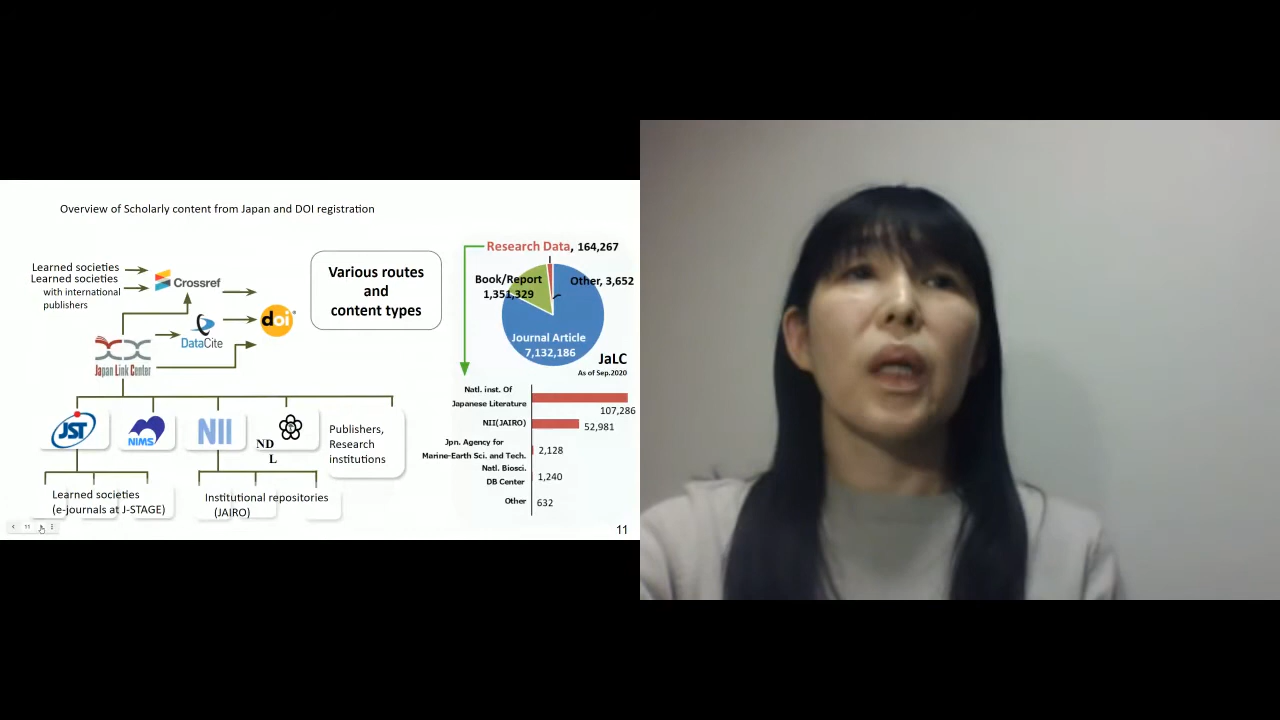 Overview of Scholarly content from Japan and DOI registration
Learned societies
Learned societies
with international
publishers
Crossref
DataCite
doi
Japan Link Center
Various routes
and
content types
JST
NIMS
NII
ND
L
Publishers,
Research
institutions
Learned societies
(e-journals at J-STAGE)
Institutional repositories
(JAIRO)
Research Data, 164,267
Book/Report
1,351,329
Other, 3,652
Journal Article
7,132,186
JaLC
As of Sep.2020
Natl. inst. Of
Japanese Literature
107,286
NII(JAIRO)
52,981
Jpn. Agency for
Marine-Earth Sci. and Tech.
2,128
Natl. Biosci.
DB Center
1,240
Other
632
11
11